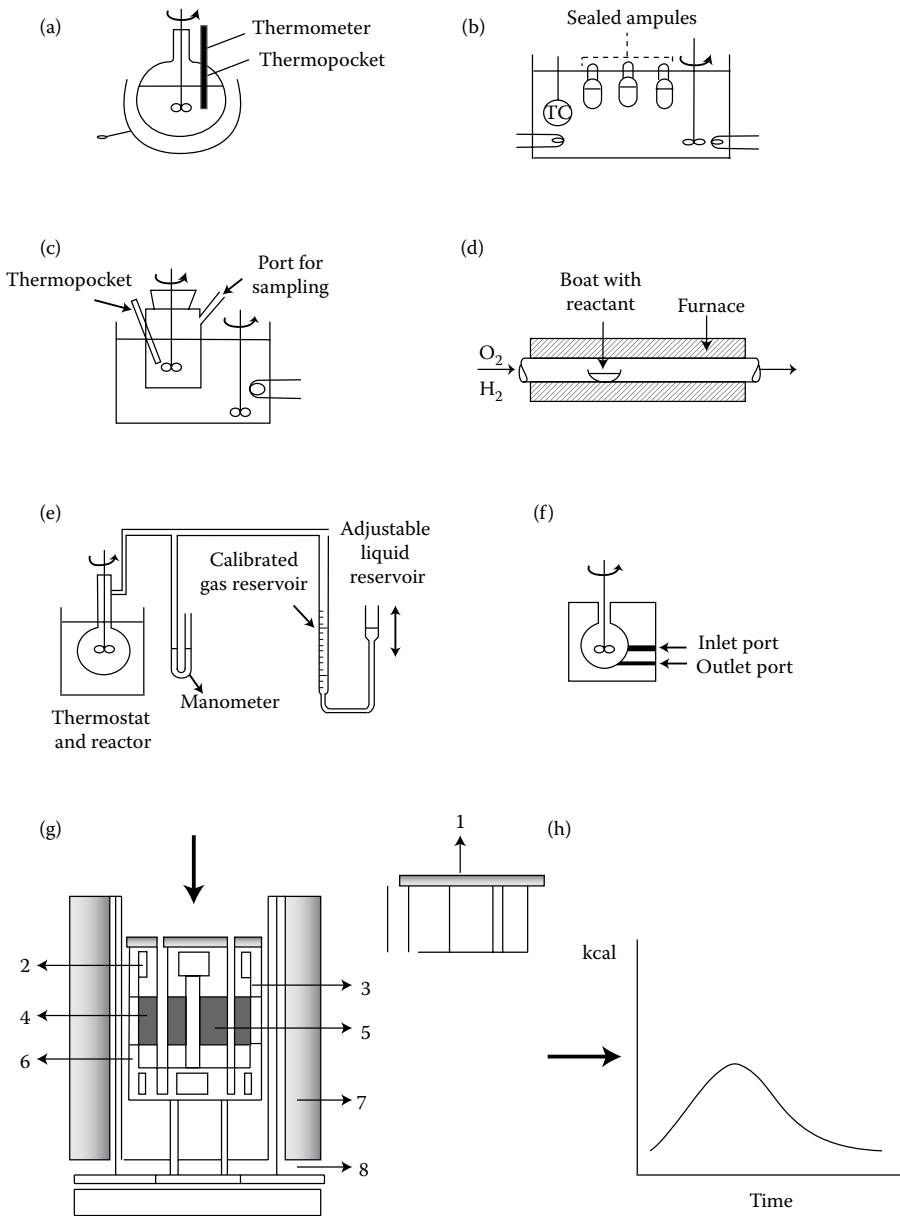 (a)
Thermometer
Thermopocket
(b)
Sealed ampules
TC
(c)
Thermopocket
Port for
sampling
(d)
Boat with
reactant
Furnace
O₂
H₂
(e)
Calibrated
gas reservoir
Adjustable
liquid
reservoir
Manometer
Thermostat
and reactor
(f)
Inlet port
Outlet port
(g)
1
2
3
4
5
6
7
8
(h)
kcal
Time